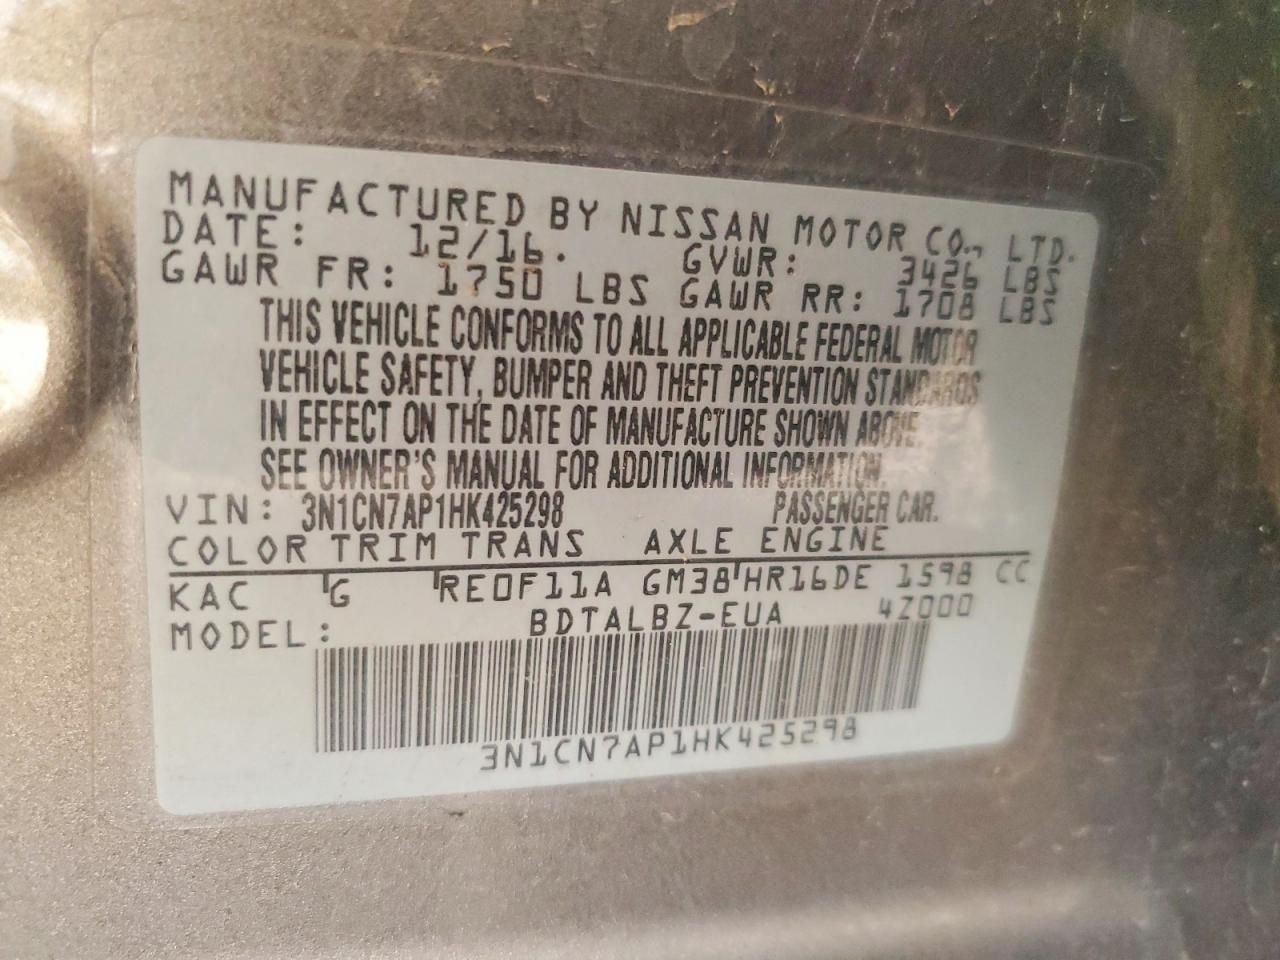 MANUFACTURED BY NISSAN MOTOR CO., LTD.
DATE: 12/16. GVWR: 3426 LBS
GAWR FR: 1750 LBS GAWR RR: 1708 LBS
THIS VEHICLE CONFORMS TO ALL APPLICABLE FEDERAL MOTOR
VEHICLE SAFETY, BUMPER AND THEFT PREVENTION STANDARDS
IN EFFECT ON THE DATE OF MANUFACTURE SHOWN ABOVE.
SEE OWNER'S MANUAL FOR ADDITIONAL INFORMATION.
VIN: 3N1CN7AP1HK425298 PASSENGER CAR.
COLOR TRIM TRANS AXLE ENGINE
KAC G RE0F11A GM38 HR16DE 1598 CC
MODEL: BDTALBZ-EUA 4Z000
3N1CN7AP1HK425298